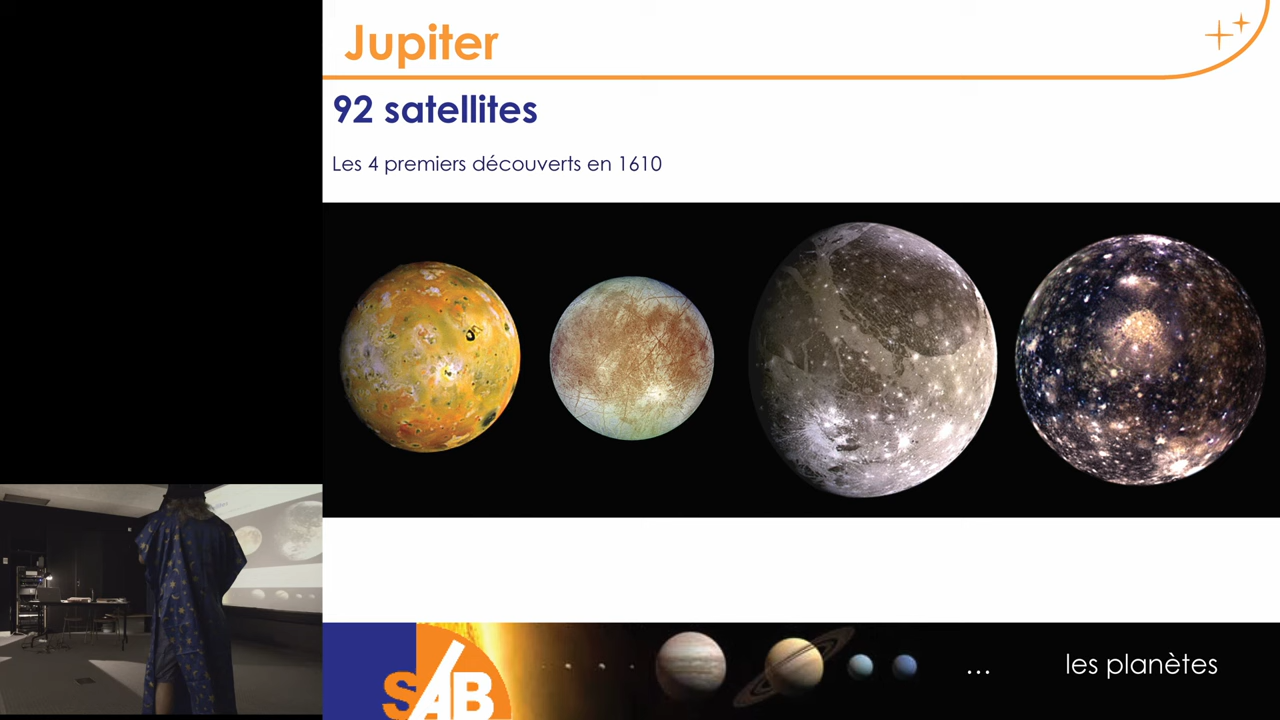 Jupiter
92 satellites
Les 4 premiers découverts en 1610
SAB
... les planètes